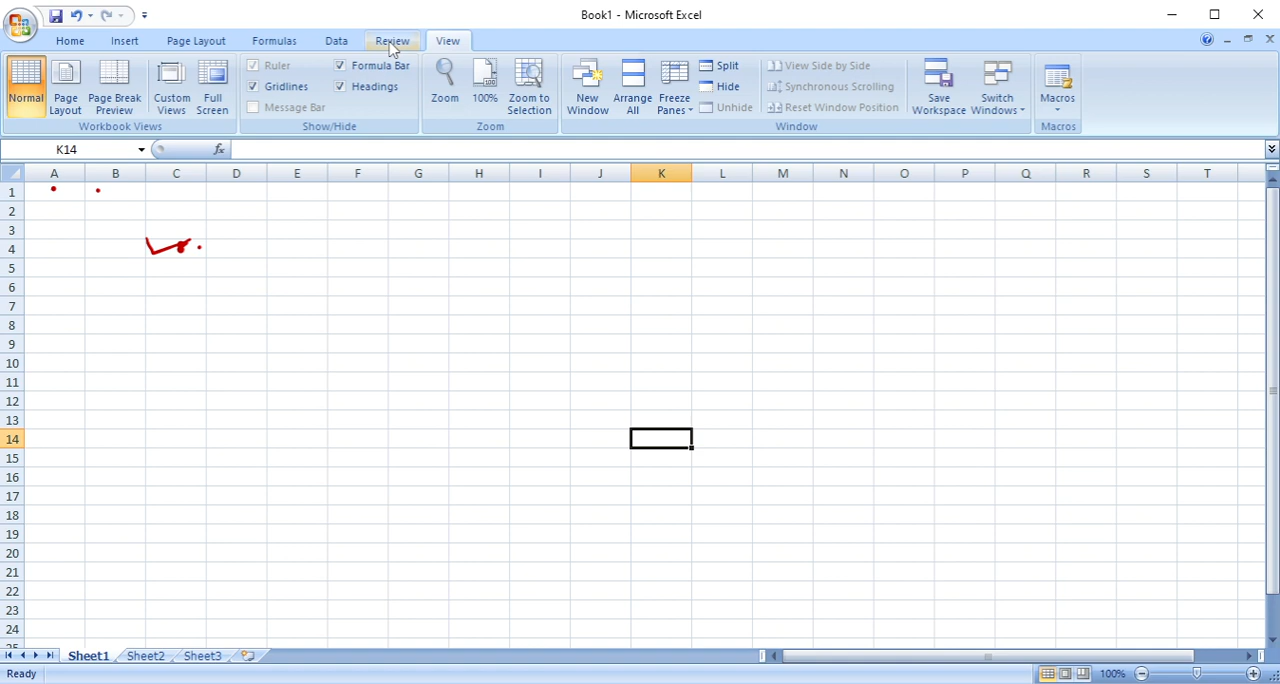 Book1 - Microsoft Excel
Home Insert Page Layout Formulas Data Review View
Normal Page Layout Page Break Preview Custom Views Full Screen
Workbook Views
Ruler Formula Bar
Gridlines Headings
Message Bar
Show/Hide
Zoom 100% Zoom to Selection
Zoom
New Window Arrange All Freeze Panes
Split
Hide
Unhide
View Side by Side
Synchronous Scrolling
Reset Window Position
Save Workspace Switch Windows
Window
Macros
Macros
K14 fx
A B C D E F G H I J K L M N O P Q R S T
1
2
3
4
5
6
7
8
9
10
11
12
13
14
15
16
17
18
19
20
21
22
23
24
Sheet1 Sheet2 Sheet3
Ready 100%